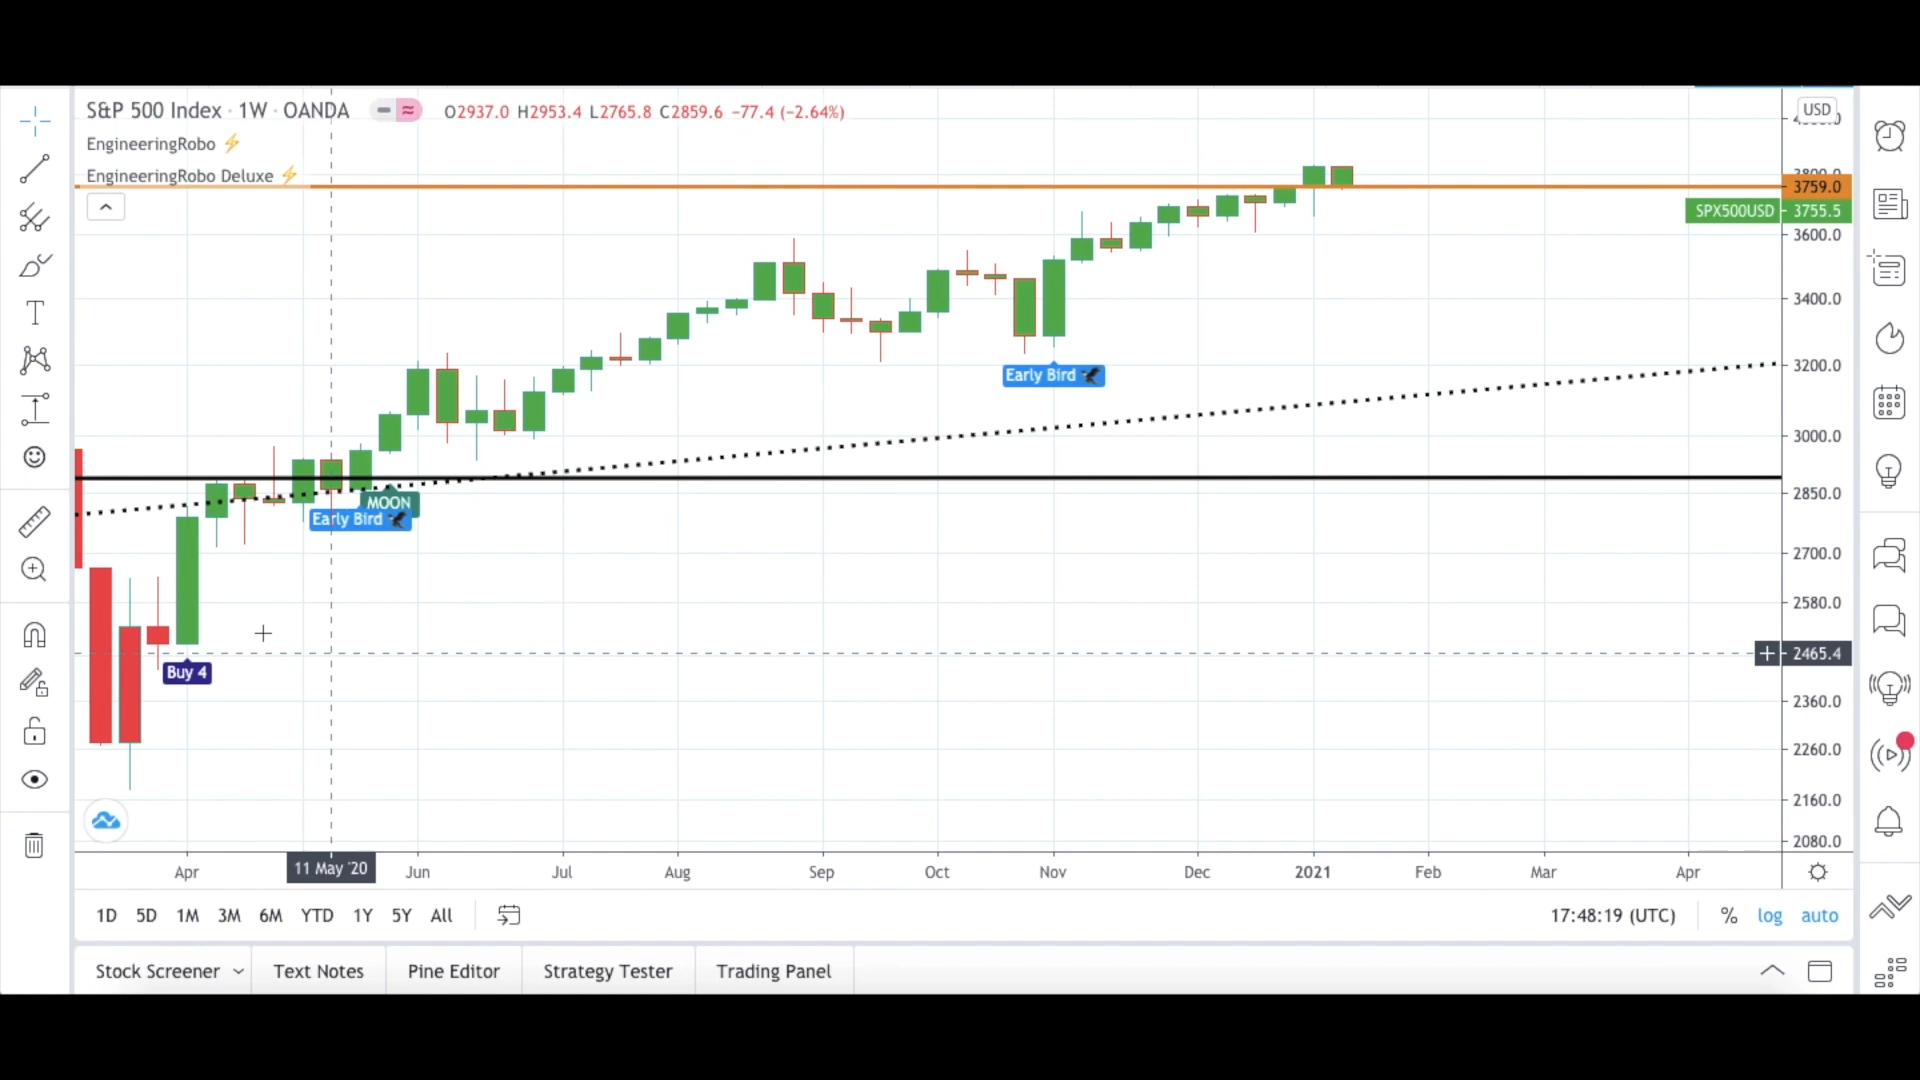 S&P 500 Index · 1W · OANDA O2937.0 H2953.4 L2765.8 C2859.6 −77.4 (−2.64%) USD
EngineeringRobo
EngineeringRobo Deluxe
3800.0
3759.0
SPX500USD 3755.5
3600.0
3400.0
Early Bird
3200.0
3000.0
2850.0
MOON
Early Bird
2700.0
2580.0
2465.4
Buy 4
2360.0
2260.0
2160.0
2080.0
Apr 11 May '20 Jun Jul Aug Sep Oct Nov Dec 2021 Feb Mar Apr
1D 5D 1M 3M 6M YTD 1Y 5Y All 17:48:19 (UTC) % log auto
Stock Screener Text Notes Pine Editor Strategy Tester Trading Panel